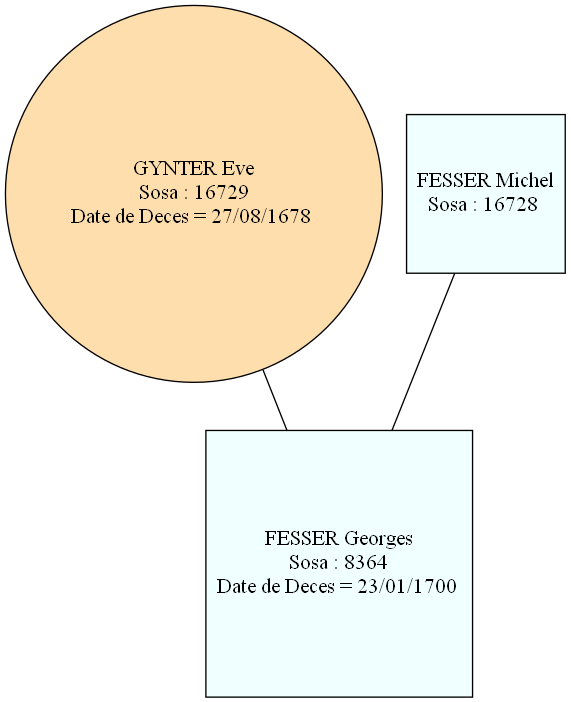 GYNTER Eve
Sosa : 16729
Date de Deces = 27/08/1678
FESSER Michel
Sosa : 16728
FESSER Georges
Sosa : 8364
Date de Deces = 23/01/1700